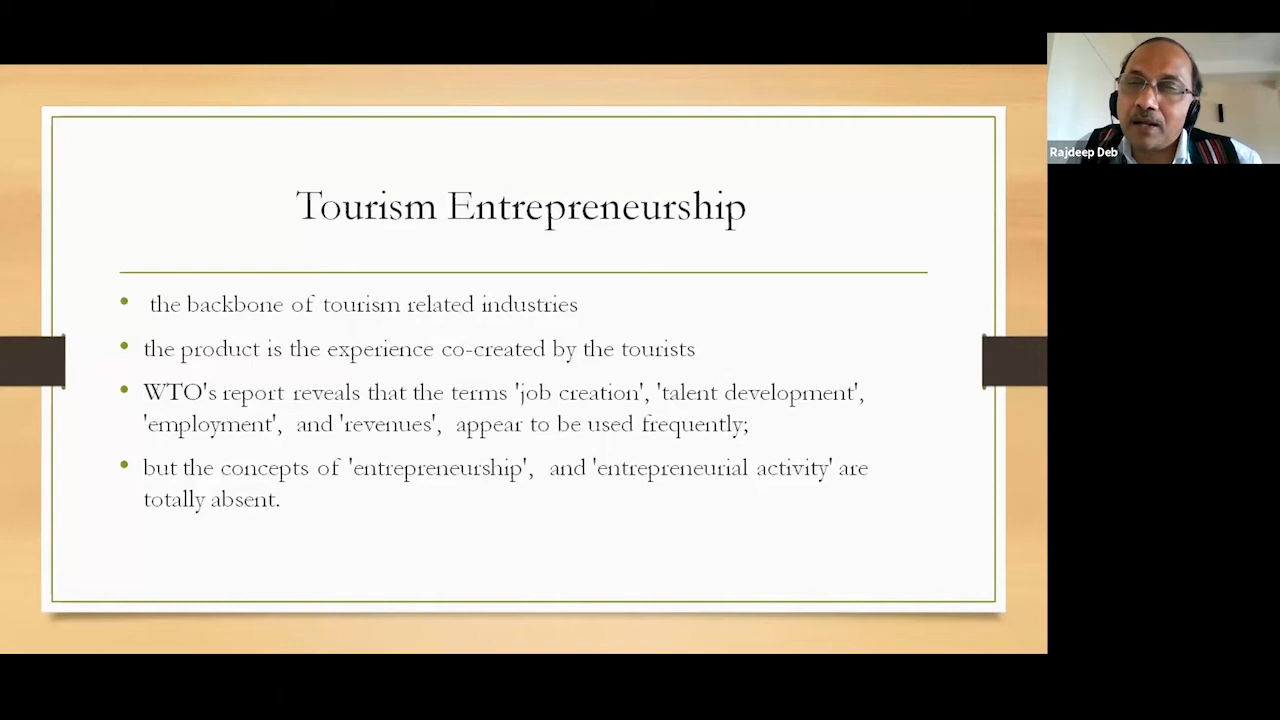 Tourism Entrepreneurship
• the backbone of tourism related industries
• the product is the experience co-created by the tourists
• WTO's report reveals that the terms 'job creation', 'talent development',
'employment', and 'revenues', appear to be used frequently;
• but the concepts of 'entrepreneurship', and 'entrepreneurial activity' are
totally absent.
Rajdeep Deb